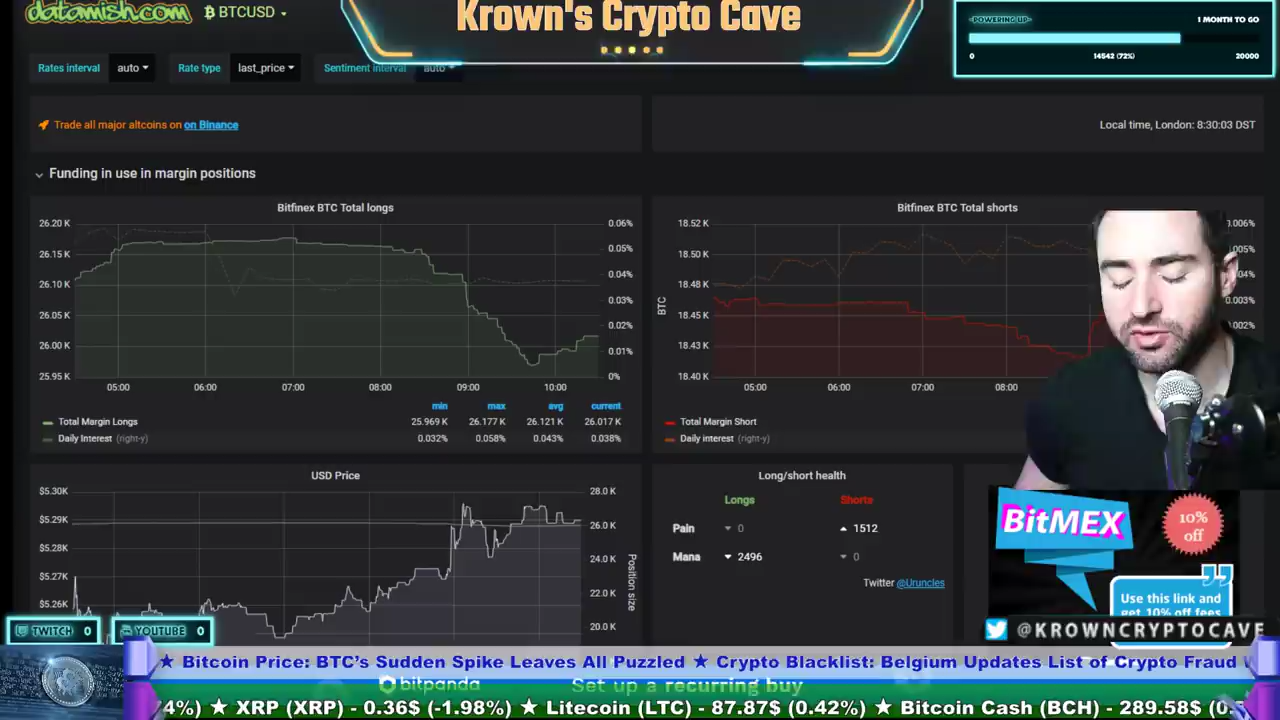 datamish.com
BTCUSD
Krown's Crypto Cave
POWERING UP
1 MONTH TO GO
0
14542 (72%)
20000
Rates interval
auto
Rate type
last_price
Sentiment interval
auto
Trade all major altcoins on on Binance
Local time, London: 8:30:03 DST
Funding in use in margin positions
Bitfinex BTC Total longs
26.20 K
26.15 K
26.10 K
26.05 K
26.00 K
25.95 K
0.06%
0.05%
0.04%
0.03%
0.02%
0.01%
0%
05:00 06:00 07:00 08:00 09:00 10:00
min max avg current
Total Margin Longs 25.969 K 26.177 K 26.121 K 26.017 K
Daily Interest (right-y) 0.032% 0.058% 0.043% 0.038%
Bitfinex BTC Total shorts
18.52 K
18.50 K
18.48 K
18.45 K
18.43 K
18.40 K
BTC
0.006%
05:00 06:00 07:00 08:00
Total Margin Short
Daily interest (right-y)
USD Price
$5.30K
$5.29K
$5.28K
$5.27K
$5.26K
28.0 K
26.0 K
24.0 K
22.0 K
20.0 K
Position size
Long/short health
Longs Shorts
Pain 0 1512
Mana 2496 0
Twitter @Uruncles
BitMEX
10%
off
Use this link and
get 10% off fees
@KROWNCRYPTOCAVE
TWITCH 0
YOUTUBE 0
★ Bitcoin Price: BTC's Sudden Spike Leaves All Puzzled ★ Crypto Blacklist: Belgium Updates List of Crypto Fraud
bitpanda
Set up a recurring buy
4%) ★ XRP (XRP) - 0.36$ (-1.98%) ★ Litecoin (LTC) - 87.87$ (0.42%) ★ Bitcoin Cash (BCH) - 289.58$